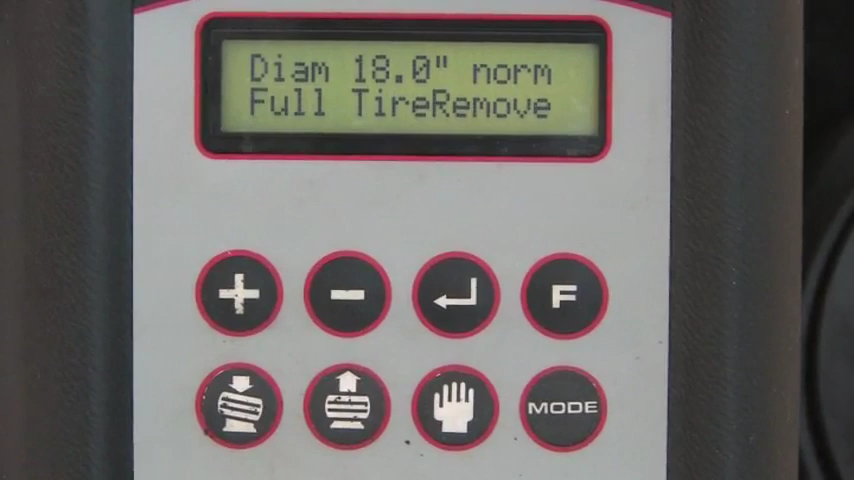 Diam 18.0" norm
Full TireRemove
+ -  F
MODE